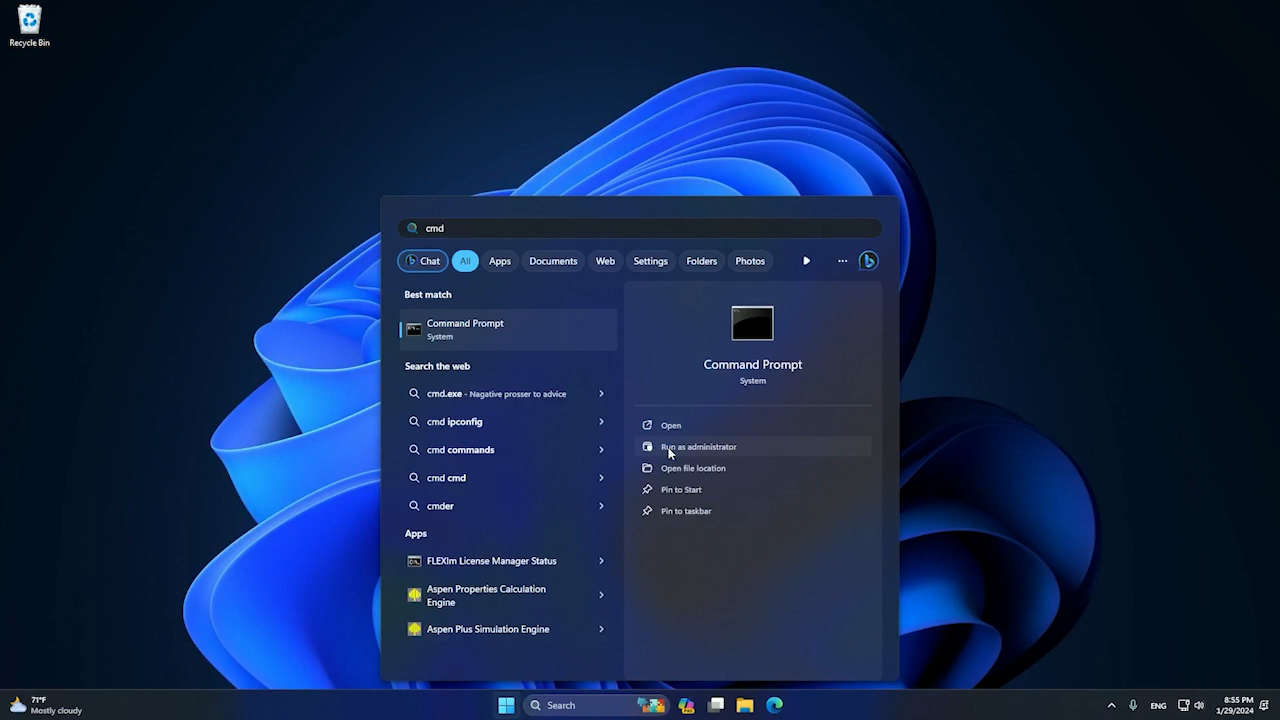 Recycle Bin
cmd
Chat
All
Apps
Documents
Web
Settings
Folders
Photos
Best match
Command Prompt
System
Search the web
cmd.exe - Nagative prosser to advice
cmd ipconfig
cmd commands
cmd cmd
cmder
Apps
FLEXlm License Manager Status
Aspen Properties Calculation
Engine
Aspen Plus Simulation Engine
Command Prompt
System
Open
Run as administrator
Open file location
Pin to Start
Pin to taskbar
71°F
Mostly cloudy
Search
ENG
8:55 PM
1/29/2024